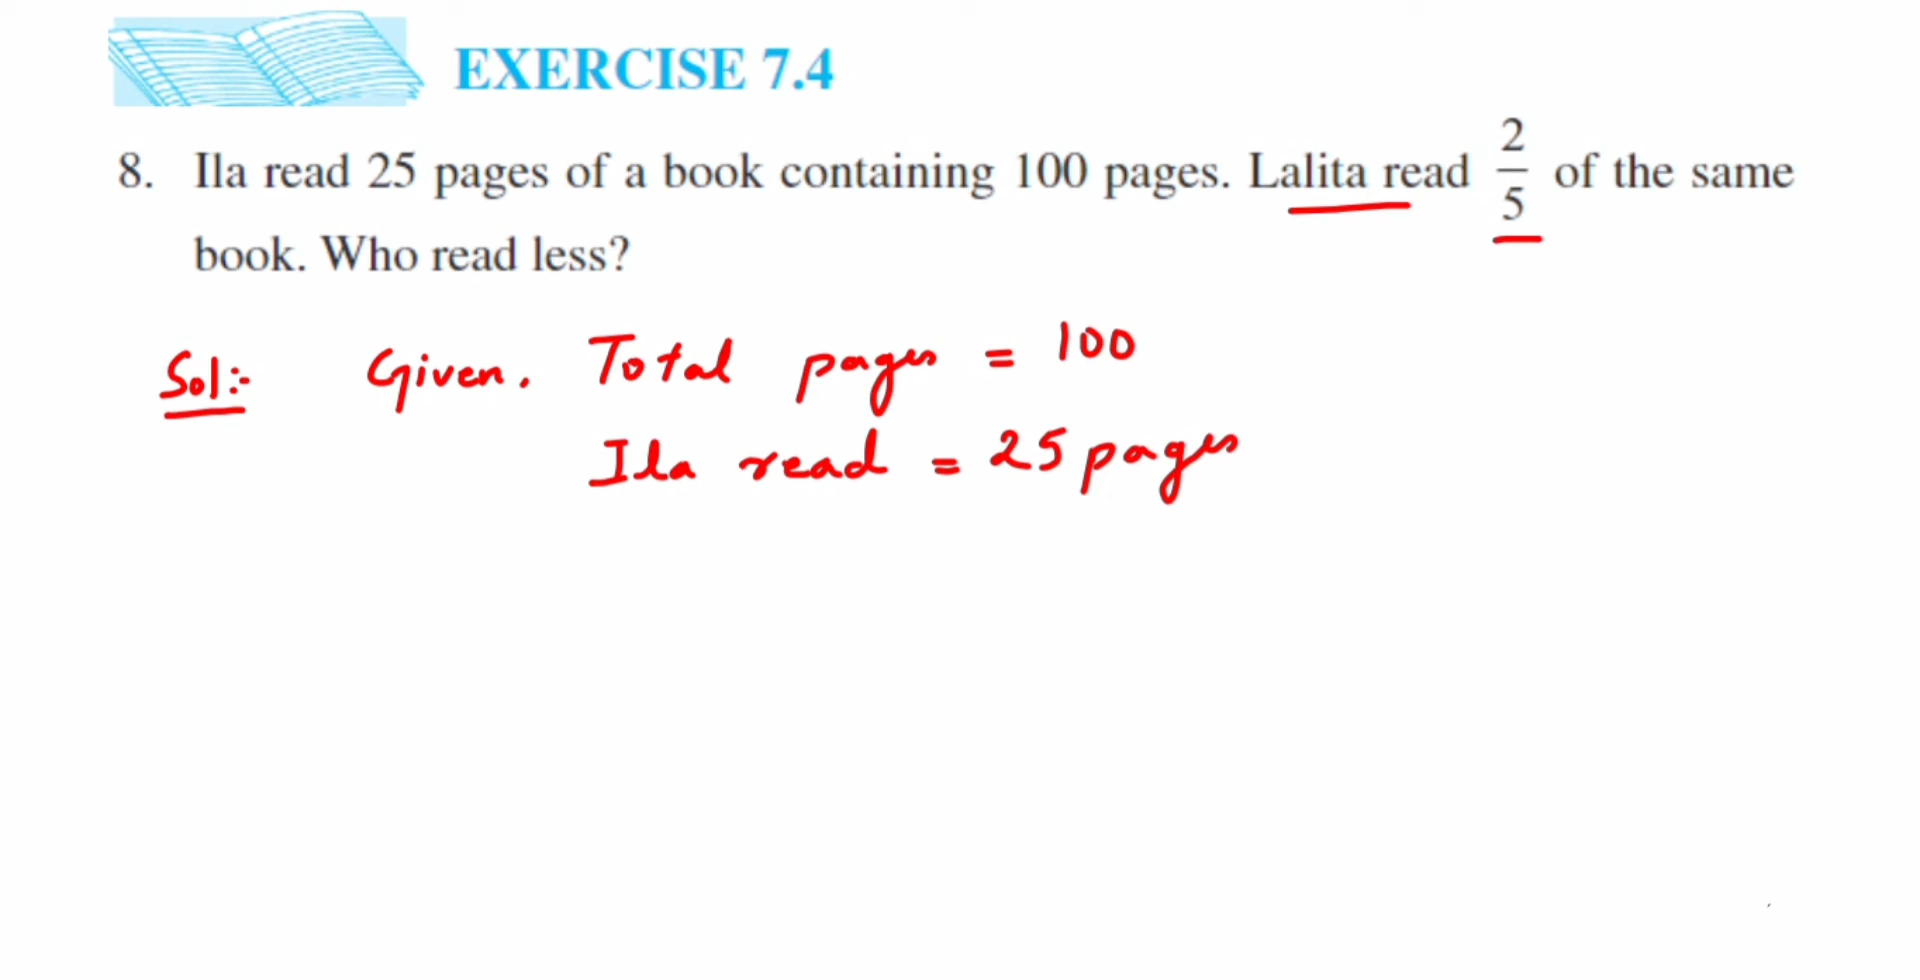 EXERCISE 7.4
8. Ila read 25 pages of a book containing 100 pages. Lalita read 2/5 of the same
book. Who read less?
Sol:- Given. Total pages = 100
Ila read = 25 pages